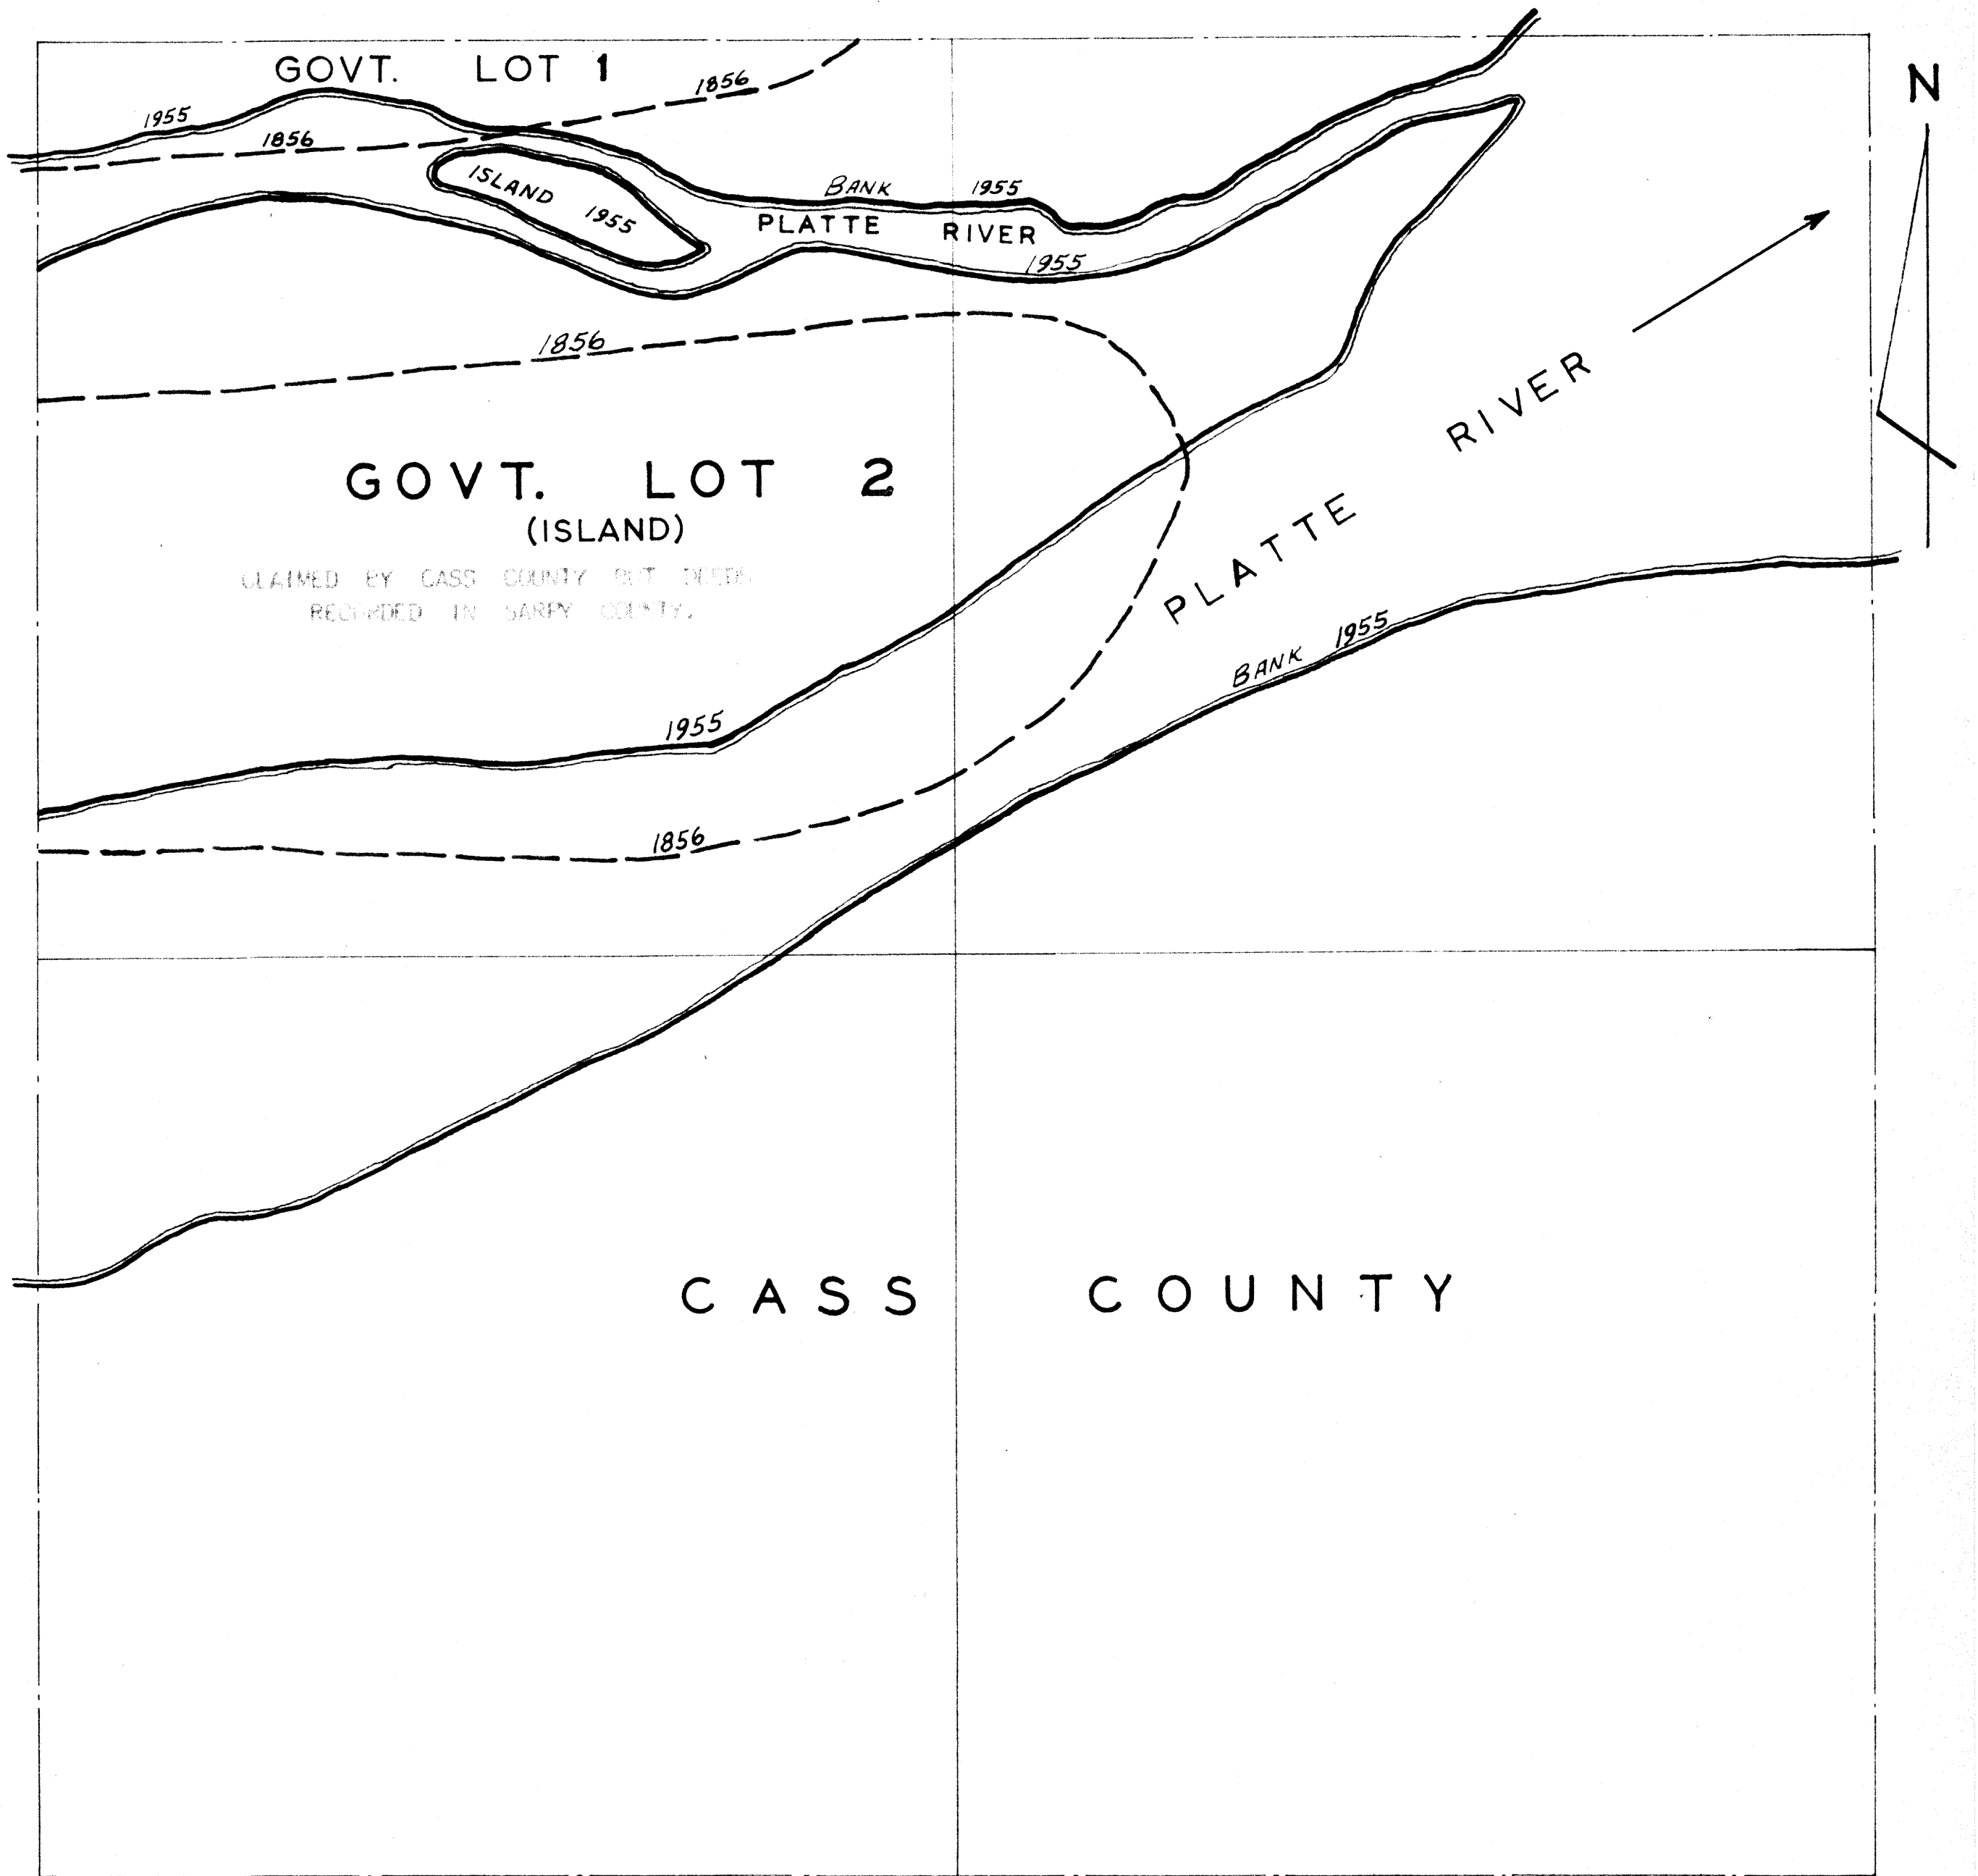 GOVT. LOT 1
N
1856
1955
1856
ISLAND 1955
BANK 1955
PLATTE RIVER
1955
1856
PLATTE RIVER
GOVT. LOT 2
(ISLAND)
CLAIMED BY CASS COUNTY BUT DEEDS
RECORDED IN SARPY COUNTY.
BANK 1955
1955
1856
CASS COUNTY